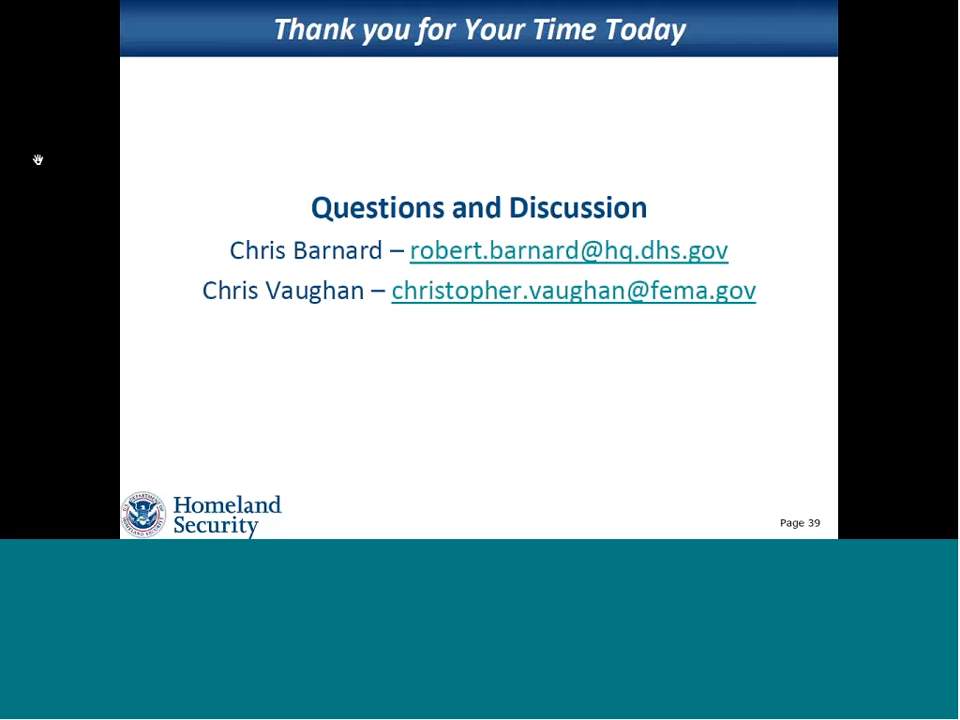 Thank you for Your Time Today
Questions and Discussion
Chris Barnard – robert.barnard@hq.dhs.gov
Chris Vaughan – christopher.vaughan@fema.gov
Homeland
Security
Page 39